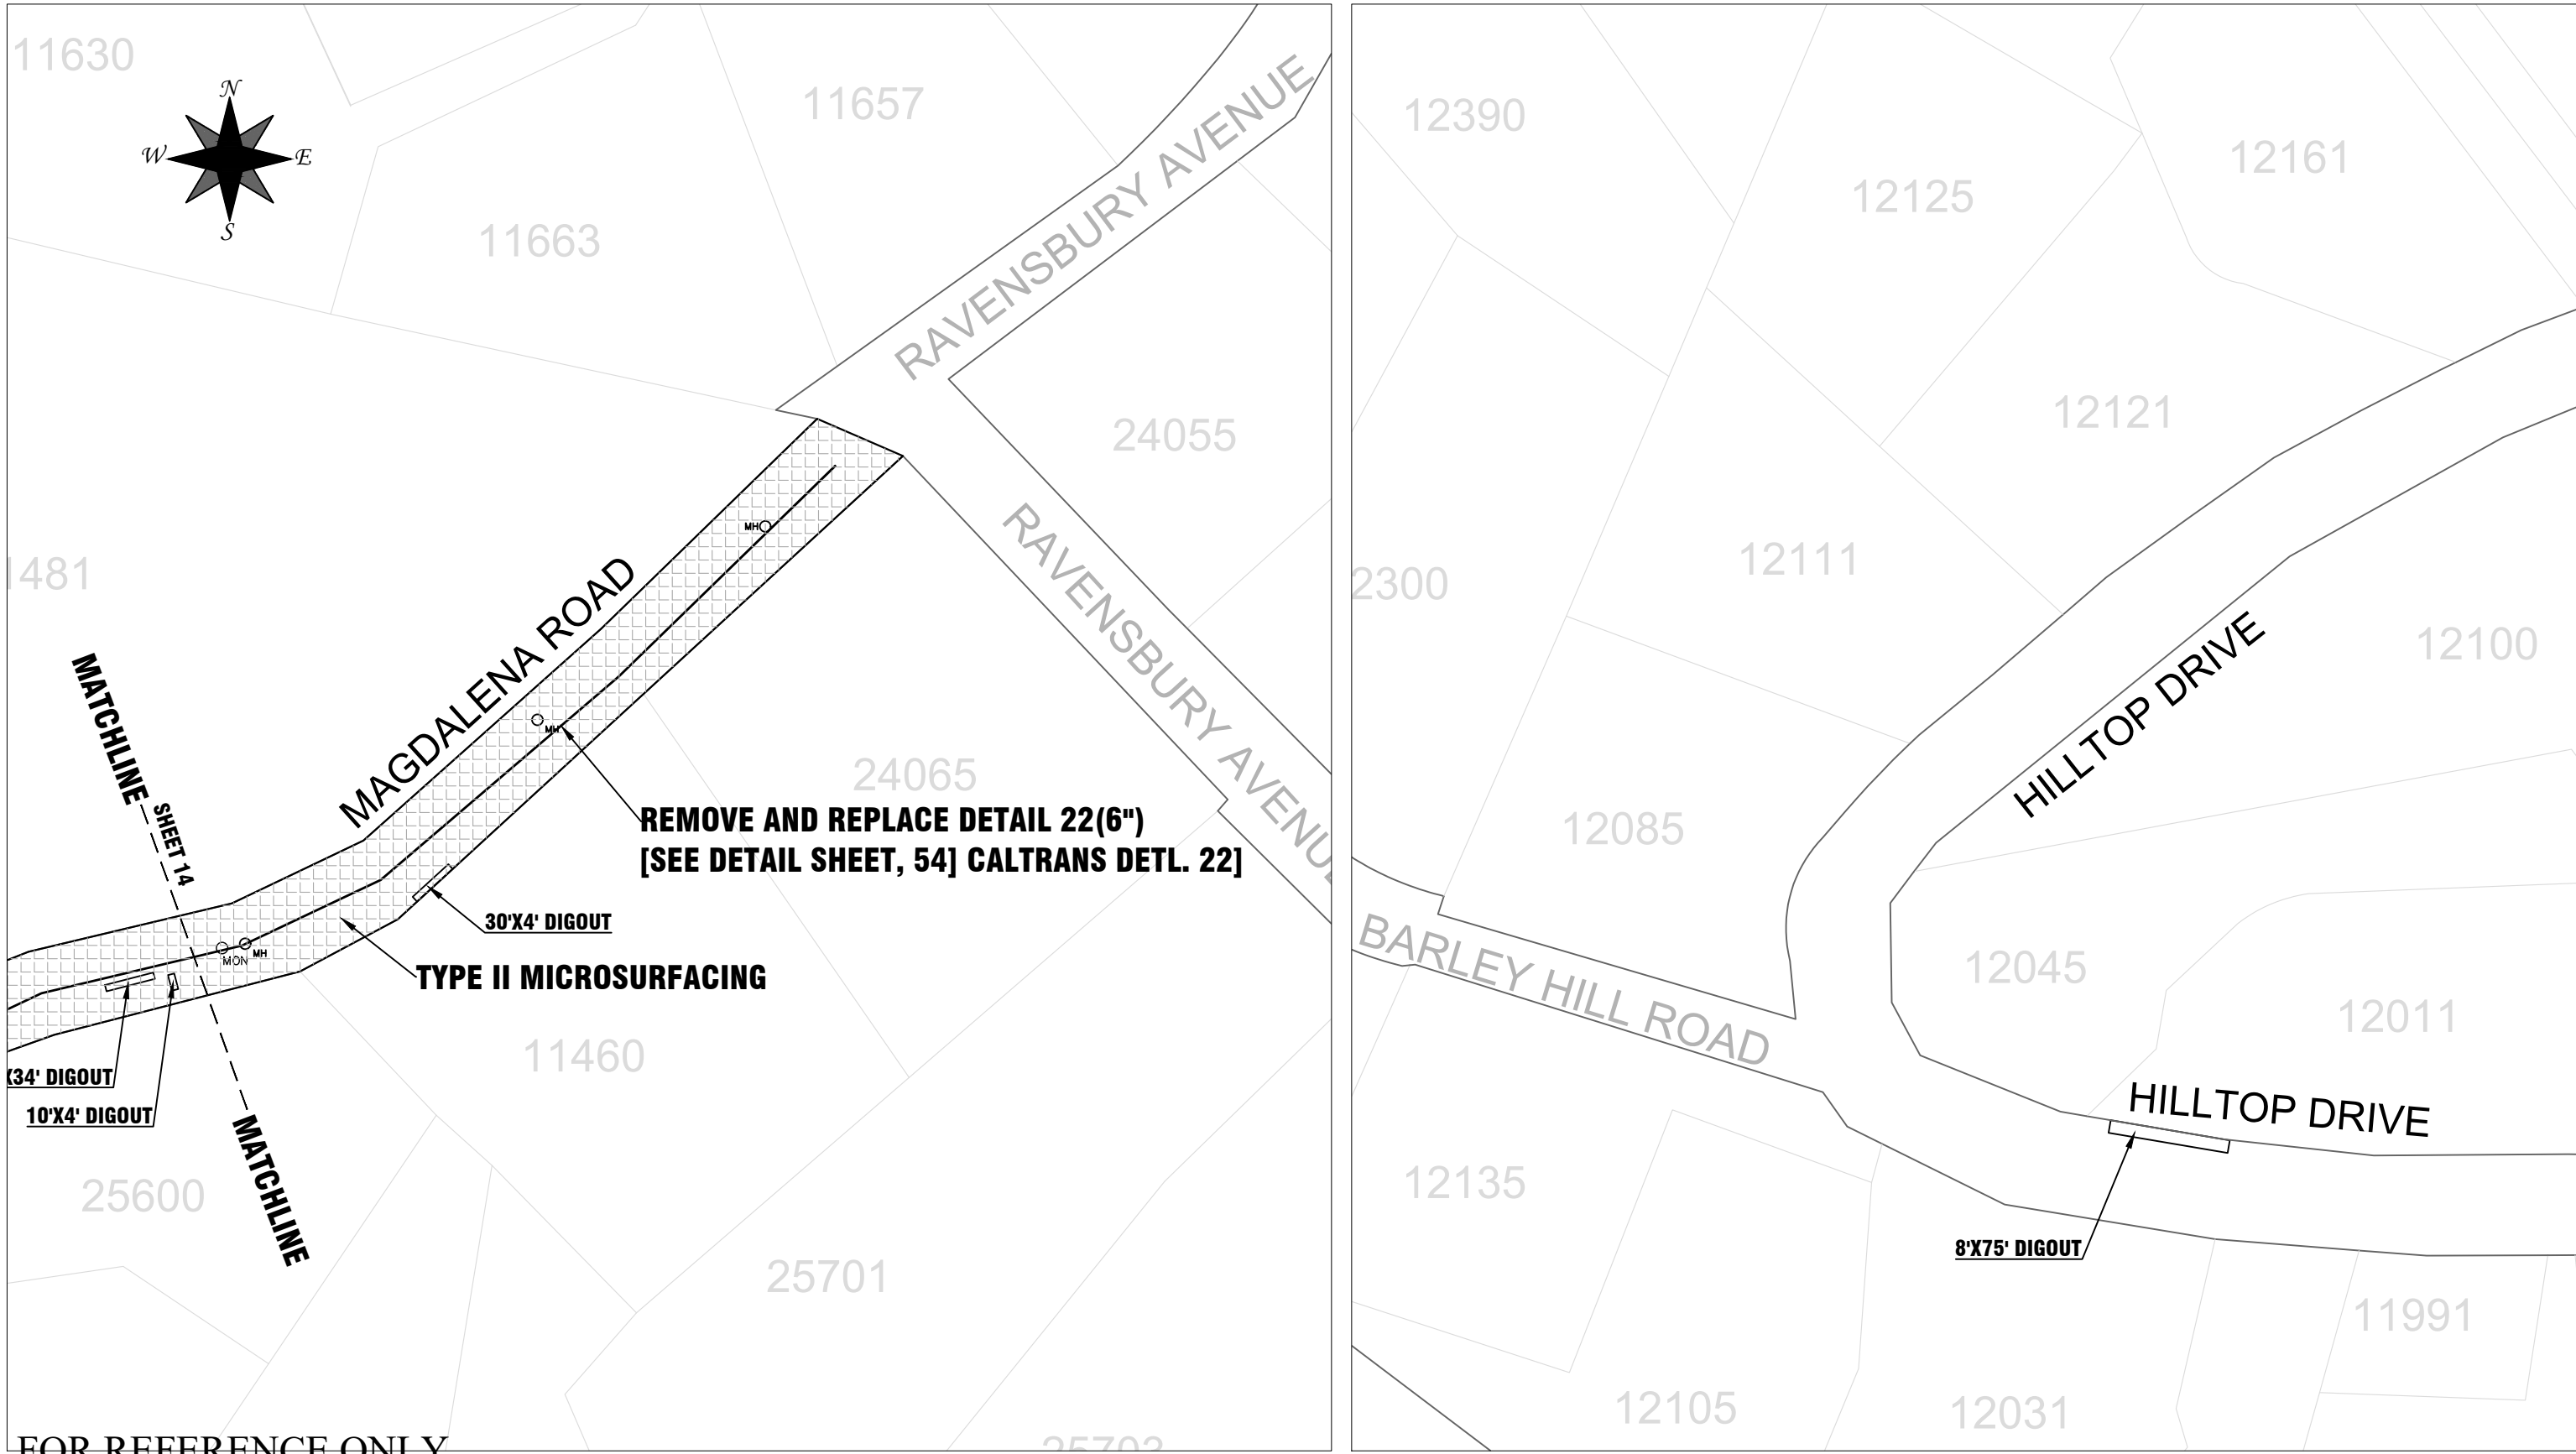 11630
N
W
E
S
11657
11663
RAVENSBURY AVENUE
24055
1481
MAGDALENA ROAD
MH
RAVENSBURY AVENUE
MATCHLINE
SHEET 14
MH
24065
REMOVE AND REPLACE DETAIL 22(6")
[SEE DETAIL SHEET, 54] CALTRANS DETL. 22]
30'X4' DIGOUT
MON
MH
TYPE II MICROSURFACING
X34' DIGOUT
10'X4' DIGOUT
11460
MATCHLINE
25600
25701
25703
FOR REFERENCE ONLY
12390
12125
12161
12121
12111
2300
12100
HILLTOP DRIVE
12085
BARLEY HILL ROAD
12045
12011
HILLTOP DRIVE
12135
8'X75' DIGOUT
11991
12105
12031